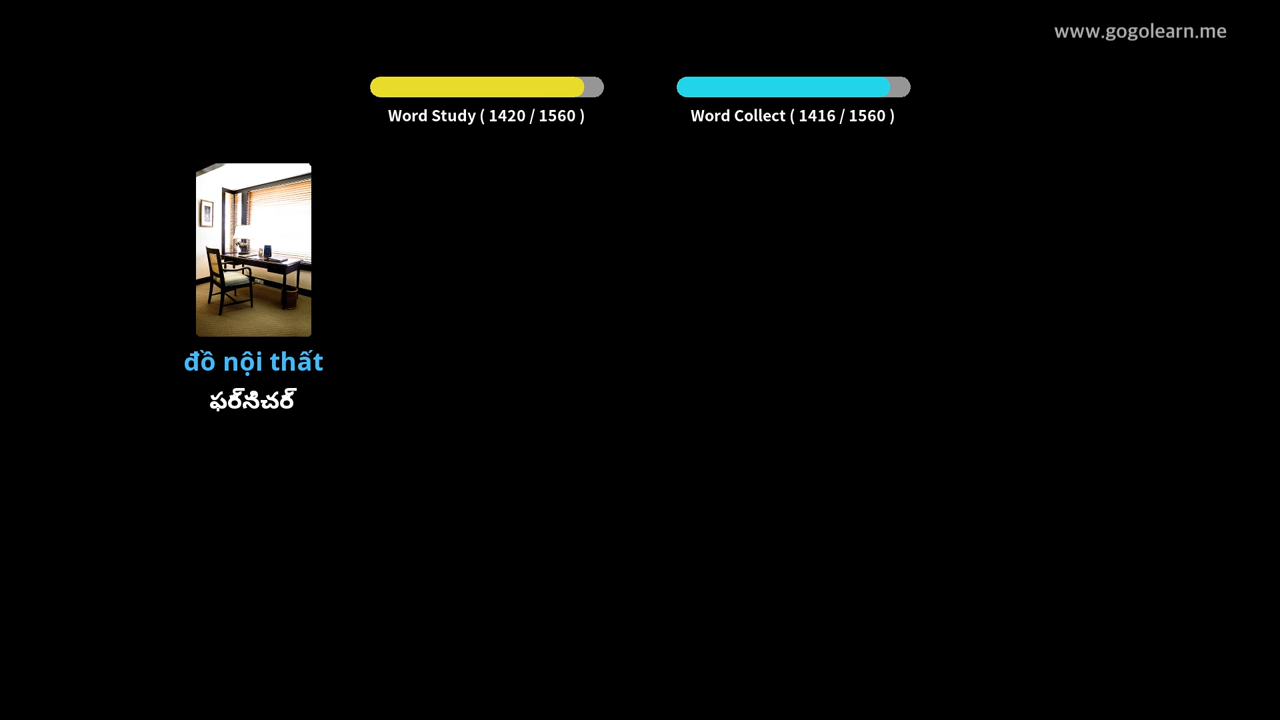 www.gogolearn.me
Word Study ( 1420 / 1560 )
Word Collect ( 1416 / 1560 )
đồ nội thất
ఫర్నిచర్